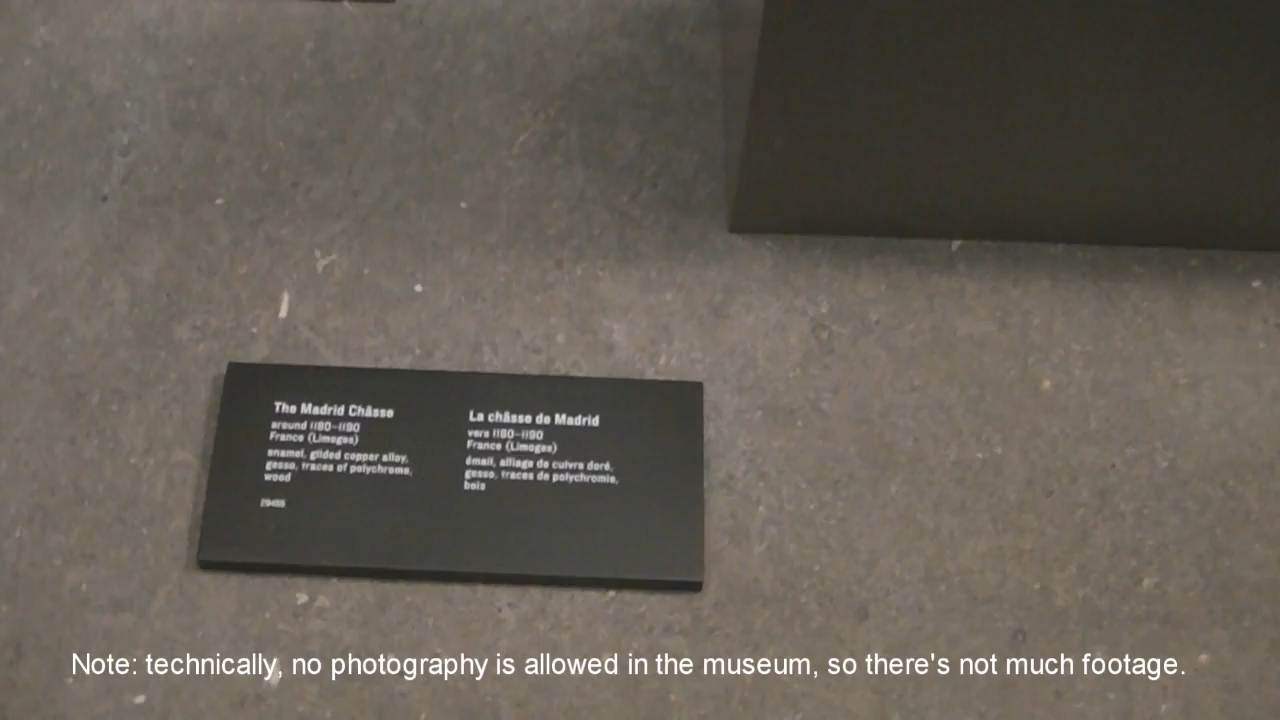 The Madrid Châsse
around 1180–1190
France (Limoges)
enamel, gilded copper alloy,
gesso, traces of polychrome,
wood
La châsse de Madrid
vers 1180–1190
France (Limoges)
émail, alliage de cuivre doré,
gesso, traces de polychromie,
bois
Note: technically, no photography is allowed in the museum, so there's not much footage.